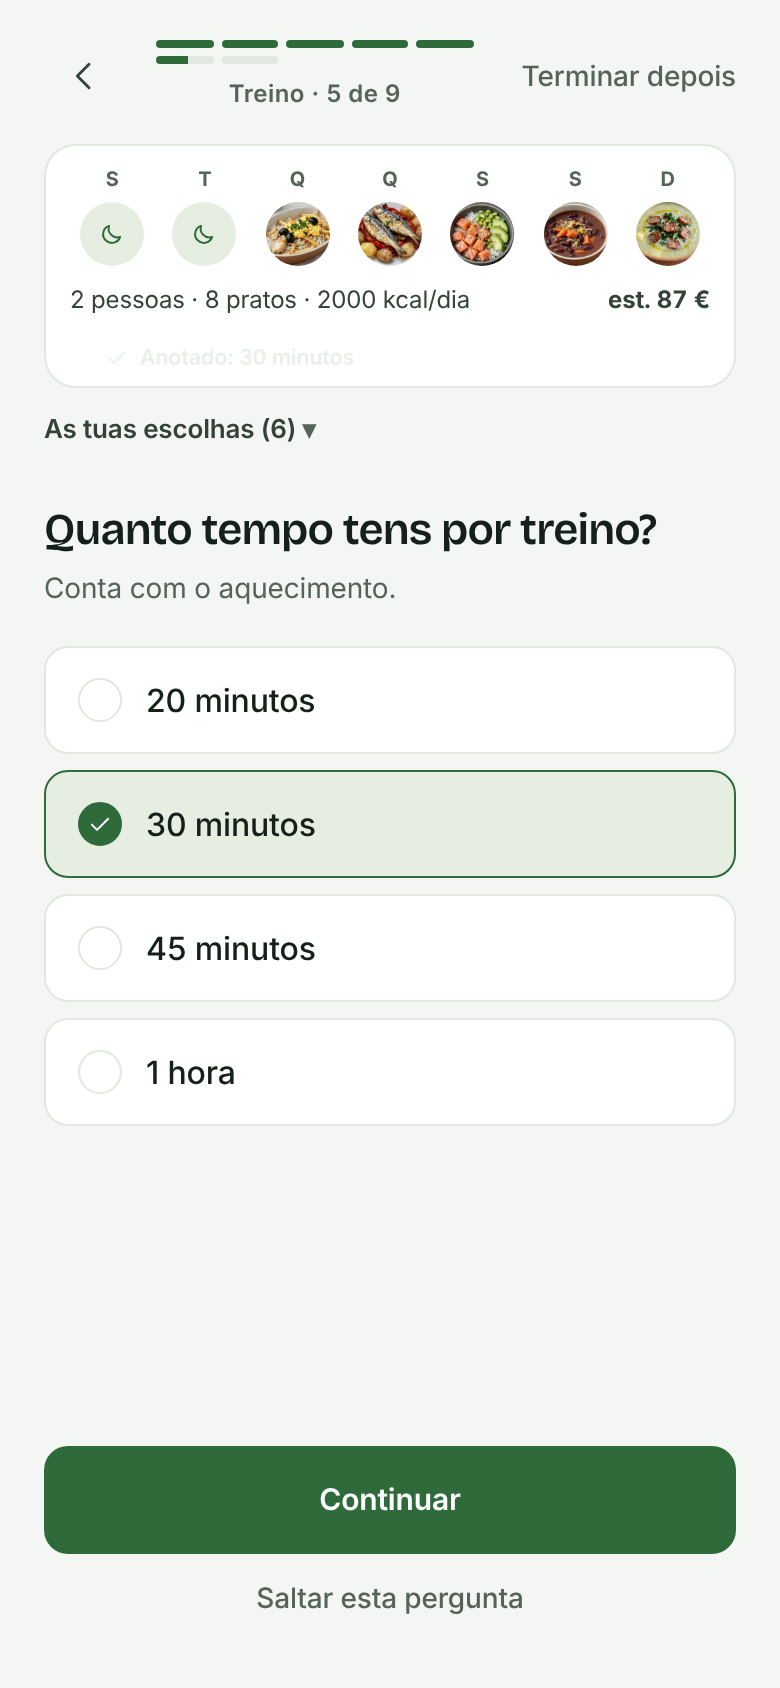 Treino · 5 de 9
Terminar depois
S T Q Q S S D
2 pessoas · 8 pratos · 2000 kcal/dia
est. 87 €
Anotado: 30 minutos
As tuas escolhas (6) ▾
Quanto tempo tens por treino?
Conta com o aquecimento.
20 minutos
30 minutos
45 minutos
1 hora
Continuar
Saltar esta pergunta